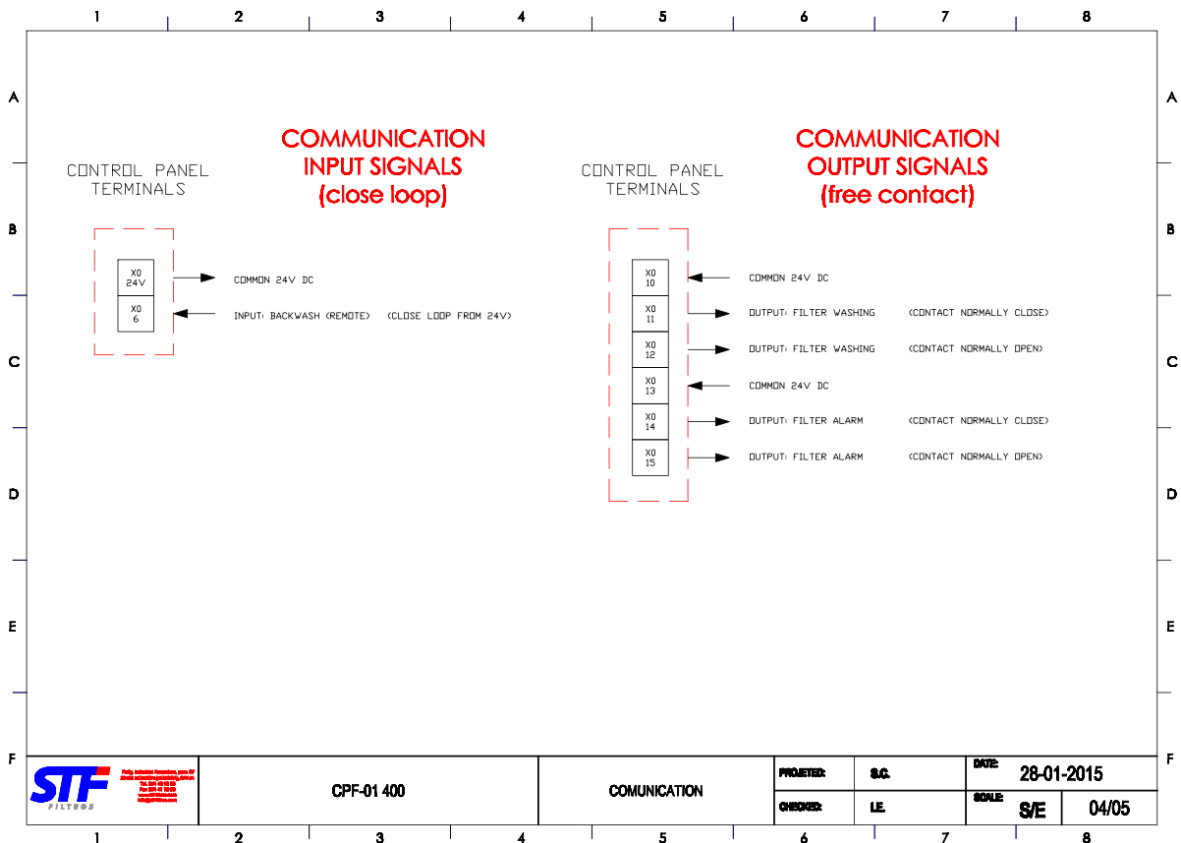 1 2 3 4 5 6 7 8
A A
COMMUNICATION
INPUT SIGNALS
(close loop)
CONTROL PANEL
TERMINALS
COMMUNICATION
OUTPUT SIGNALS
(free contact)
CONTROL PANEL
TERMINALS
B B
X0
24V
COMMON 24V DC
X0
6
INPUT: BACKWASH (REMOTE) (CLOSE LOOP FROM 24V)
X0
10
COMMON 24V DC
X0
11
OUTPUT: FILTER WASHING (CONTACT NORMALLY CLOSE)
X0
12
OUTPUT: FILTER WASHING (CONTACT NORMALLY OPEN)
C C
X0
13
COMMON 24V DC
X0
14
OUTPUT: FILTER ALARM (CONTACT NORMALLY CLOSE)
X0
15
OUTPUT: FILTER ALARM (CONTACT NORMALLY OPEN)
D D
E E
F F
STF
FILTROS
CPF-01 400
COMUNICATION
PROJETED: S.C.
DATE: 28-01-2015
CHECKED: I.E.
SCALE: S/E 04/05
1 2 3 4 5 6 7 8